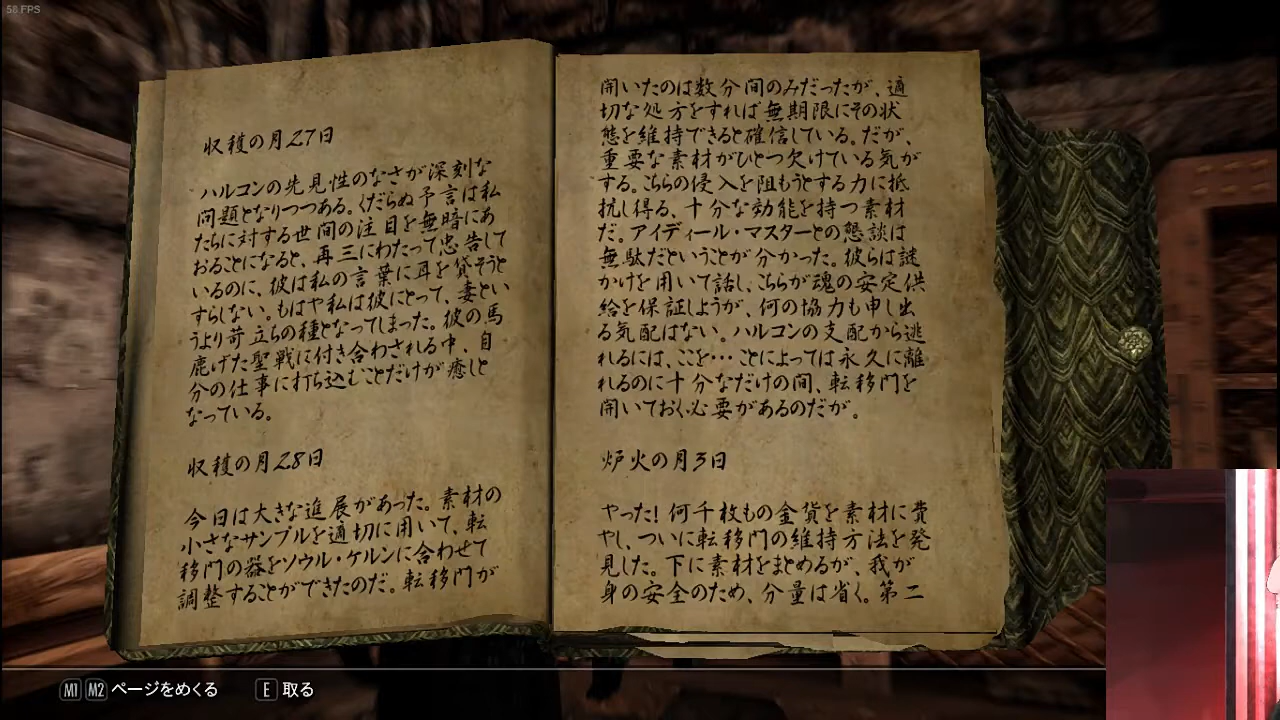 58 FPS
収穫の月27日
ハルコンの先見性のなさが深刻な
問題となりつつある。くだらぬ予言は私
たちに対する世間の注目を無暗にあ
おることになると、再三にわたって忠告して
いるのに、彼は私の言葉に耳を貸そうと
すらしない。もはや私は彼にとって、妻とい
うより苛立ちの種となってしまった。彼の馬
鹿げた聖戦に付き合わされる中、自
分の仕事に打ち込むことだけが癒しと
なっている。
収穫の月28日
今日は大きな進展があった。素材の
小さなサンプルを適切に用いて、転
移門の器をソウル・ケルンに合わせて
調整することができたのだ。転移門が
開いたのは数分間のみだったが、適
切な処方をすれば無期限にその状
態を維持できると確信している。だが、
重要な素材がひとつ欠けている気が
する。こちらの侵入を阻もうとする力に抵
抗し得る、十分な効能を持つ素材
だ。アイディール・マスターとの懇談は
無駄だということが分かった。彼らは謎
かけを用いて話し、こちらが魂の安定供
給を保証しようが、何の協力も申し出
る気配はない。ハルコンの支配から逃
れるには、ここを…ことによっては永久に離
れるのに十分なだけの間、転移門を
開いておく必要があるのだが。
炉火の月3日
やった! 何千枚もの金貨を素材に費
やし、ついに転移門の維持方法を発
見した。下に素材をまとめるが、我が
身の安全のため、分量は省く。第二
M1 M2 ページをめくる E 取る